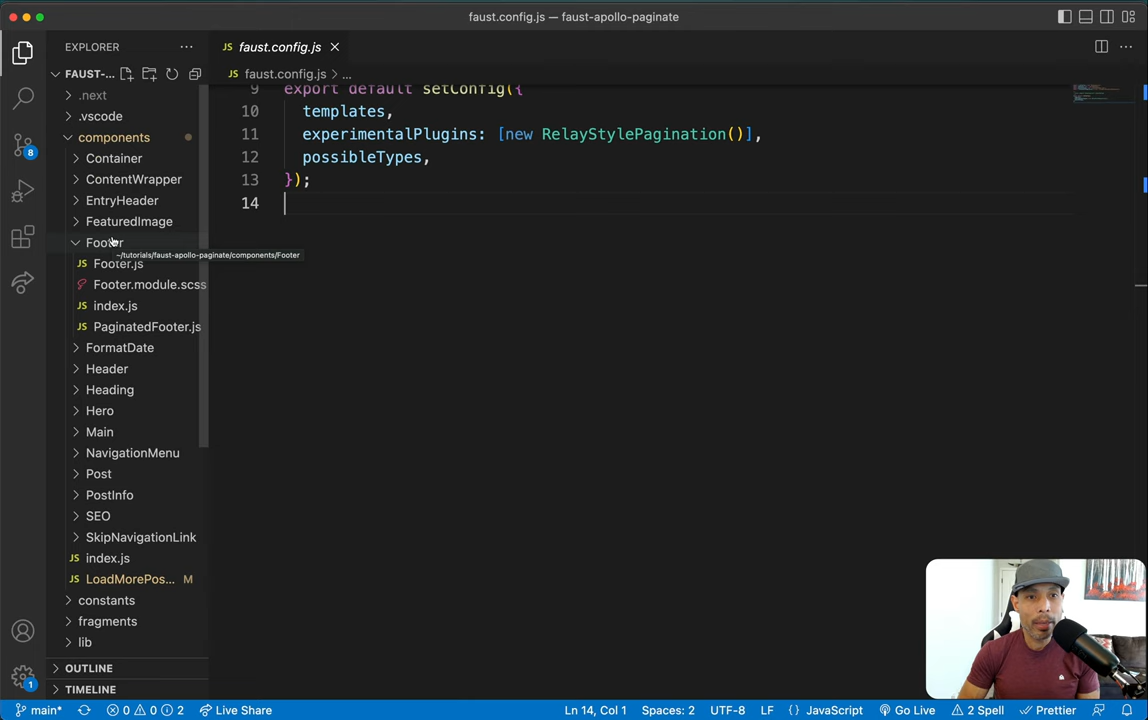 faust.config.js — faust-apollo-paginate
EXPLORER
faust.config.js
FAUST-...
faust.config.js > ...
.next
.vscode
components
Container
ContentWrapper
EntryHeader
FeaturedImage
Footer
~/tutorials/faust-apollo-paginate/components/Footer
Footer.js
Footer.module.scss
index.js
PaginatedFooter.js
FormatDate
Header
Heading
Hero
Main
NavigationMenu
Post
PostInfo
SEO
SkipNavigationLink
index.js
LoadMorePos... M
constants
fragments
lib
OUTLINE
TIMELINE
9 export default setConfig({
10 templates,
11 experimentalPlugins: [new RelayStylePagination()],
12 possibleTypes,
13 });
14
8
1
main* 0 0 2 Live Share Ln 14, Col 1 Spaces: 2 UTF-8 LF {} JavaScript Go Live 2 Spell Prettier